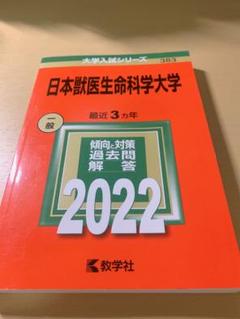 大学入試シリーズ
383
日本獣医生命科学大学
一般
最近3カ年
傾向と対策
過去問
解答
2022
教学社